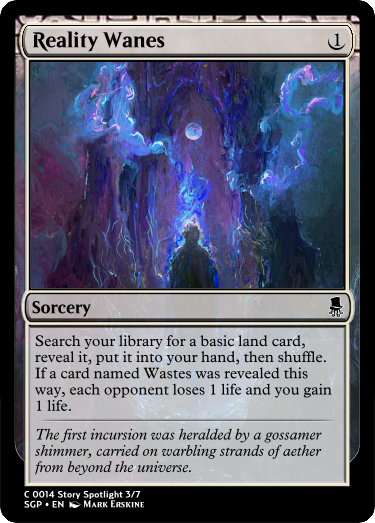 Reality Wanes
1
Sorcery
Search your library for a basic land card,
reveal it, put it into your hand, then shuffle.
If a card named Wastes was revealed this
way, each opponent loses 1 life and you gain
1 life.
The first incursion was heralded by a gossamer
shimmer, carried on warbling strands of aether
from beyond the universe.
C 0014 Story Spotlight 3/7
SGP • EN Mark Erskine